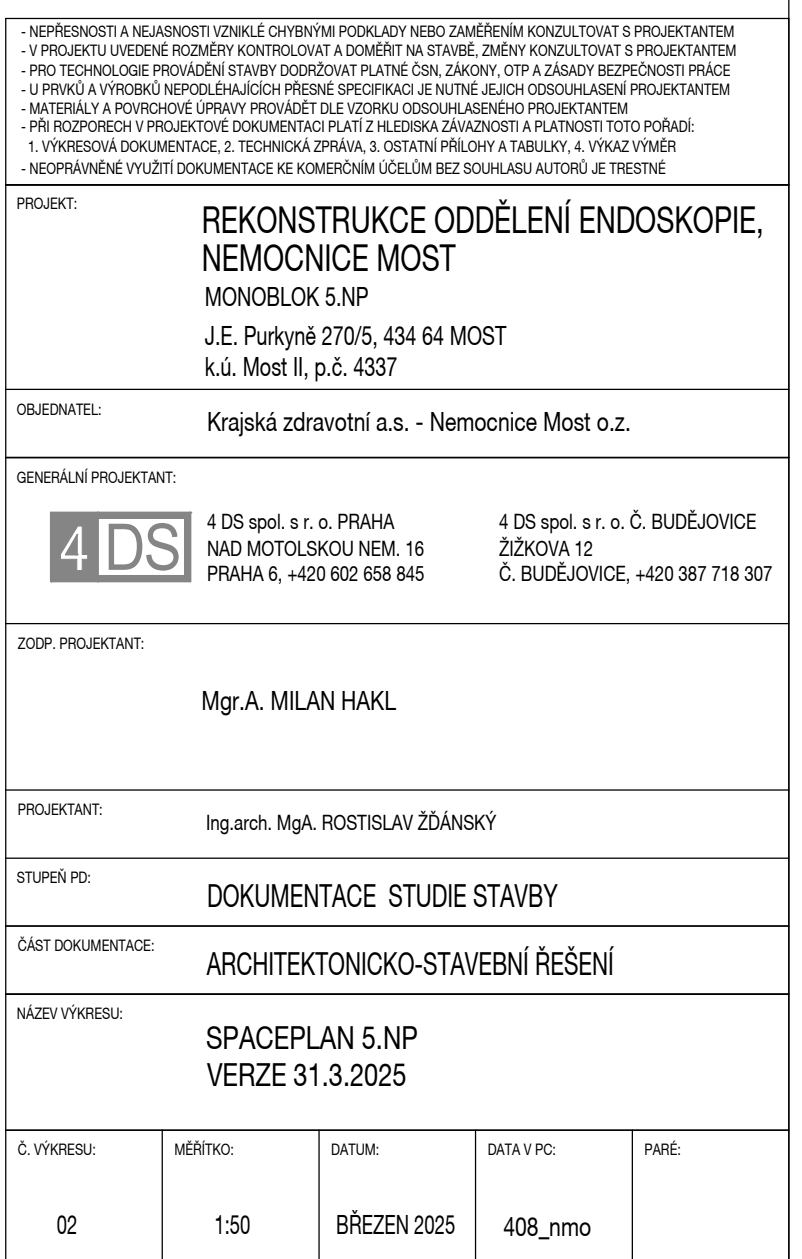 - NEPŘESNOSTI A NEJASNOSTI VZNIKLÉ CHYBNÝMI PODKLADY NEBO ZAMĚŘENÍM KONZULTOVAT S PROJEKTANTEM
- V PROJEKTU UVEDENÉ ROZMĚRY KONTROLOVAT A DOMĚŘIT NA STAVBĚ, ZMĚNY KONZULTOVAT S PROJEKTANTEM
- PRO TECHNOLOGIE PROVÁDĚNÍ STAVBY DODRŽOVAT PLATNÉ ČSN, ZÁKONY, OTP A ZÁSADY BEZPEČNOSTI PRÁCE
- U PRVKŮ A VÝROBKŮ NEPODLÉHAJÍCÍCH PŘESNÉ SPECIFIKACI JE NUTNÉ JEJICH ODSOUHLASENÍ PROJEKTANTEM
- MATERIÁLY A POVRCHOVÉ ÚPRAVY PROVÁDĚT DLE VZORKU ODSOUHLASENÉHO PROJEKTANTEM
- PŘI ROZPORECH V PROJEKTOVÉ DOKUMENTACI PLATÍ Z HLEDISKA ZÁVAZNOSTI A PLATNOSTI TOTO POŘADÍ:
1. VÝKRESOVÁ DOKUMENTACE, 2. TECHNICKÁ ZPRÁVA, 3. OSTATNÍ PŘÍLOHY A TABULKY, 4. VÝKAZ VÝMĚR
- NEOPRÁVNĚNÉ VYUŽITÍ DOKUMENTACE KE KOMERČNÍM ÚČELŮM BEZ SOUHLASU AUTORŮ JE TRESTNÉ
PROJEKT:
REKONSTRUKCE ODDĚLENÍ ENDOSKOPIE,
NEMOCNICE MOST
MONOBLOK 5.NP
J.E. Purkyně 270/5, 434 64 MOST
k.ú. Most II, p.č. 4337
OBJEDNATEL:
Krajská zdravotní a.s. - Nemocnice Most o.z.
GENERÁLNÍ PROJEKTANT:
4 DS
4 DS spol. s r. o. PRAHA
NAD MOTOLSKOU NEM. 16
PRAHA 6, +420 602 658 845
4 DS spol. s r. o. Č. BUDĚJOVICE
ŽIŽKOVA 12
Č. BUDĚJOVICE, +420 387 718 307
ZODP. PROJEKTANT:
Mgr.A. MILAN HAKL
PROJEKTANT:
Ing.arch. MgA. ROSTISLAV ŽĎÁNSKÝ
STUPEŇ PD:
DOKUMENTACE STUDIE STAVBY
ČÁST DOKUMENTACE:
ARCHITEKTONICKO-STAVEBNÍ ŘEŠENÍ
NÁZEV VÝKRESU:
SPACEPLAN 5.NP
VERZE 31.3.2025
Č. VÝKRESU:
02
MĚŘÍTKO:
1:50
DATUM:
BŘEZEN 2025
DATA V PC:
408_nmo
PARÉ: